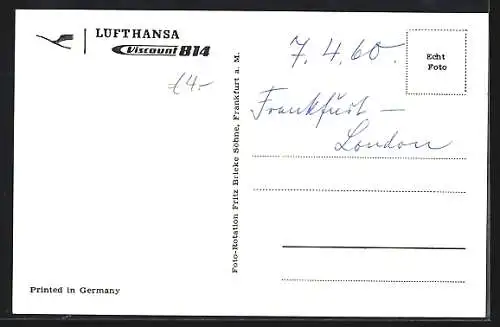 LUFTHANSA
Viscount 814
£4.-
7.4.60.
Echt
Foto
Frankfurt —
London
Foto-Rotation Fritz Bricke Söhne, Frankfurt a. M.
Printed in Germany